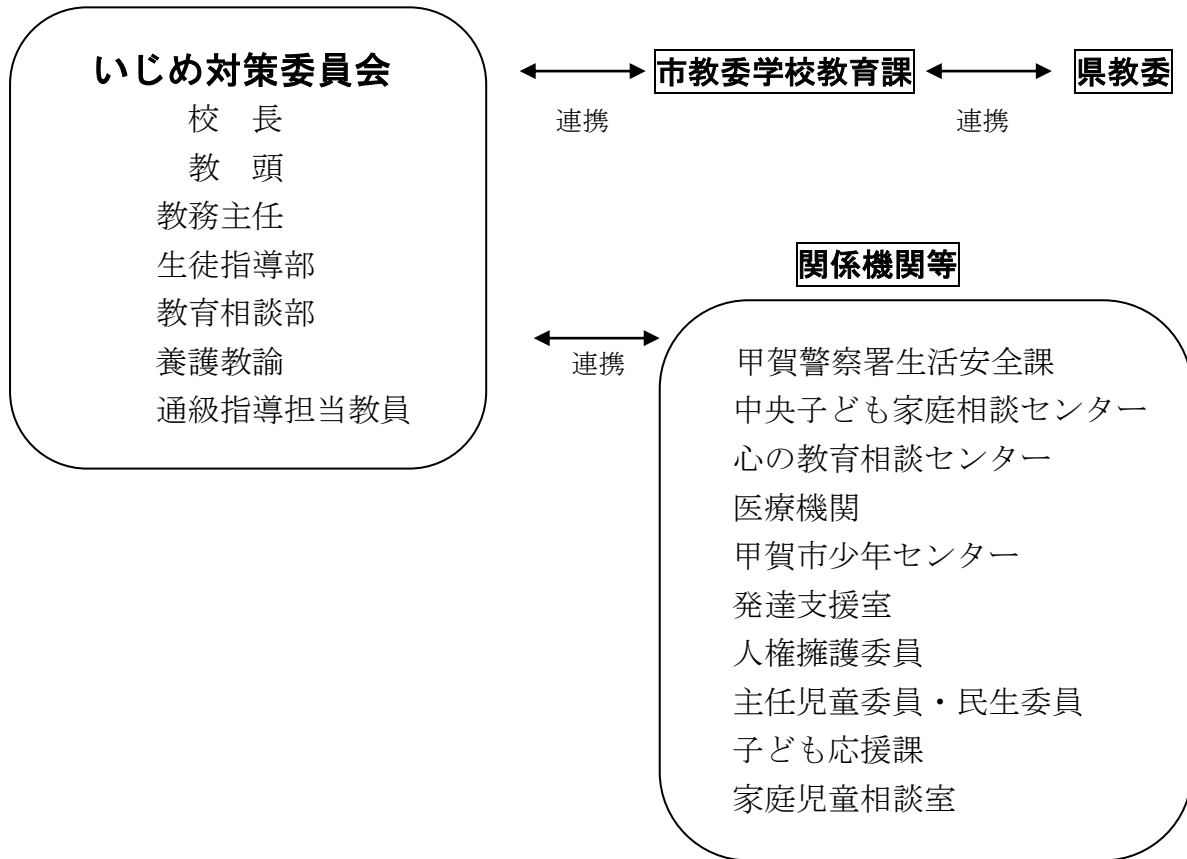 いじめ対策委員会
校　長
教　頭
教務主任
生徒指導部
教育相談部
養護教諭
通級指導担当教員
市教委学校教育課
県教委
連携
連携
連携
関係機関等
甲賀警察署生活安全課
中央子ども家庭相談センター
心の教育相談センター
医療機関
甲賀市少年センター
発達支援室
人権擁護委員
主任児童委員・民生委員
子ども応援課
家庭児童相談室